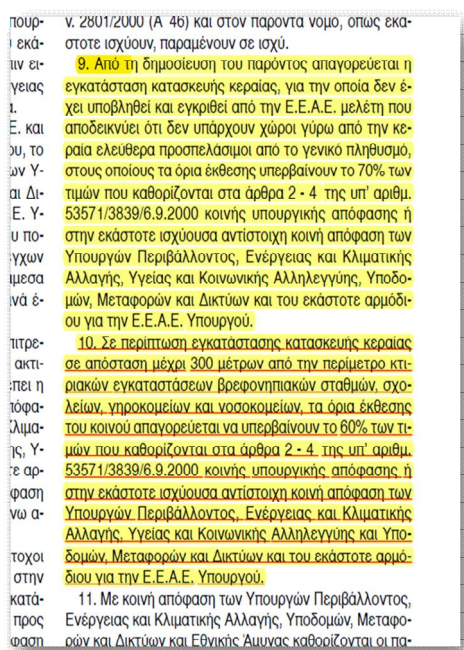 ν. 2801/2000 (Α΄ 46) και στον παρόντα νόμο, όπως εκά-
στοτε ισχύουν, παραμένουν σε ισχύ.
9. Από τη δημοσίευση του παρόντος απαγορεύεται η
εγκατάσταση κατασκευής κεραίας, για την οποία δεν έ-
χει υποβληθεί και εγκριθεί από την Ε.Ε.Α.Ε. μελέτη που
αποδεικνύει ότι δεν υπάρχουν χώροι γύρω από την κε-
ραία ελεύθερα προσπελάσιμοι από το γενικό πληθυσμό,
στους οποίους τα όρια έκθεσης υπερβαίνουν το 70% των
τιμών που καθορίζονται στα άρθρα 2 - 4 της υπ’ αριθμ.
53571/3839/6.9.2000 κοινής υπουργικής απόφασης ή
στην εκάστοτε ισχύουσα αντίστοιχη κοινή απόφαση των
Υπουργών Περιβάλλοντος, Ενέργειας και Κλιματικής
Αλλαγής, Υγείας και Κοινωνικής Αλληλεγγύης, Υποδο-
μών, Μεταφορών και Δικτύων και του εκάστοτε αρμόδι-
ου για την Ε.Ε.Α.Ε. Υπουργού.
10. Σε περίπτωση εγκατάστασης κατασκευής κεραίας
σε απόσταση μέχρι 300 μέτρων από την περίμετρο κτι-
ριακών εγκαταστάσεων βρεφονηπιακών σταθμών, σχο-
λείων, γηροκομείων και νοσοκομείων, τα όρια έκθεσης
του κοινού απαγορεύεται να υπερβαίνουν το 60% των τι-
μών που καθορίζονται στα άρθρα 2 - 4 της υπ’ αριθμ.
53571/3839/6.9.2000 κοινής υπουργικής απόφασης ή
στην εκάστοτε ισχύουσα αντίστοιχη κοινή απόφαση των
Υπουργών Περιβάλλοντος, Ενέργειας και Κλιματικής
Αλλαγής, Υγείας και Κοινωνικής Αλληλεγγύης και Υπο-
δομών, Μεταφορών και Δικτύων και του εκάστοτε αρμό-
διου για την Ε.Ε.Α.Ε. Υπουργού.
11. Με κοινή απόφαση των Υπουργών Περιβάλλοντος,
Ενέργειας και Κλιματικής Αλλαγής, Υποδομών, Μεταφο-
ρών και Δικτύων και Εθνικής Άμυνας καθορίζονται οι πα-